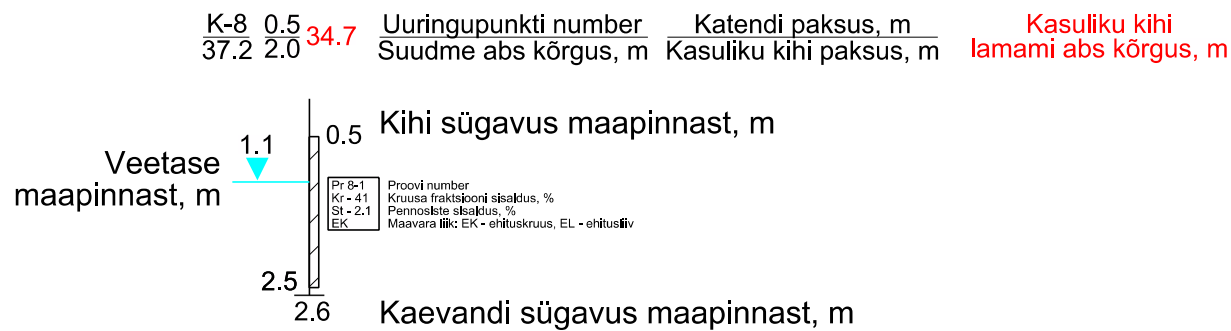 K-8 0.5 34.7 Uuringupunkti number Katendi paksus, m Kasuliku kihi
37.2 2.0 Suudme abs kõrgus, m Kasuliku kihi paksus, m lamami abs kõrgus, m
0.5 Kihi sügavus maapinnast, m
1.1
Veetase
maapinnast, m
Pr 8-1 Proovi number
Kr - 41 Kruusa fraktsiooni sisaldus, %
St - 2.1 Pennosiste sisaldus, %
EK Maavara liik: EK - ehituskruus, EL - ehitusliiv
2.5
2.6 Kaevandi sügavus maapinnast, m